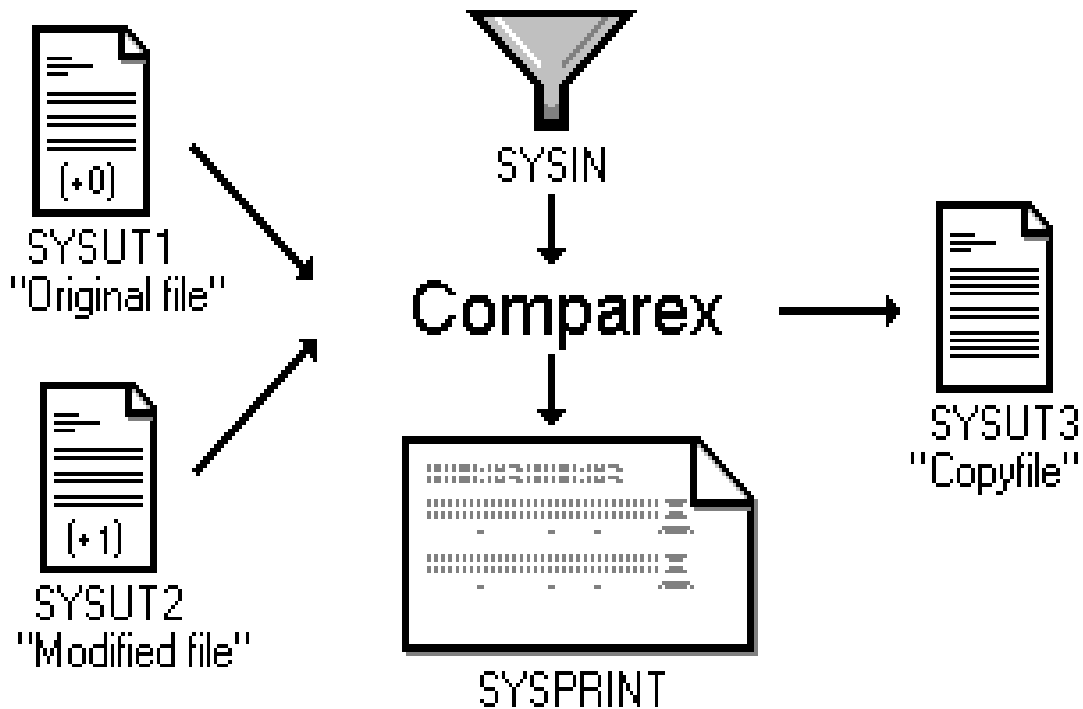 (+0)
SYSUT1
"Original file"
SYSIN
Comparex
(+1)
SYSUT2
"Modified file"
SYSPRINT
SYSUT3
"Copyfile"